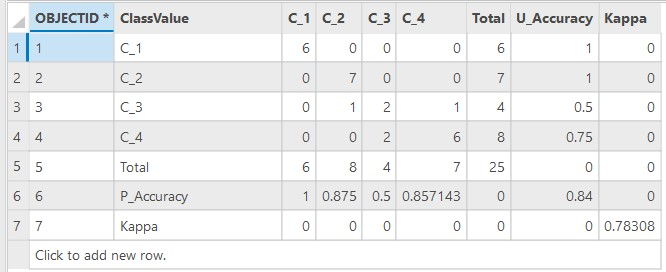 OBJECTID * ClassValue C_1 C_2 C_3 C_4 Total U_Accuracy Kappa
1 1 C_1 6 0 0 0 6 1 0
2 2 C_2 0 7 0 0 7 1 0
3 3 C_3 0 1 2 1 4 0.5 0
4 4 C_4 0 0 2 6 8 0.75 0
5 5 Total 6 8 4 7 25 0 0
6 6 P_Accuracy 1 0.875 0.5 0.857143 0 0.84 0
7 7 Kappa 0 0 0 0 0 0 0.78308
Click to add new row.